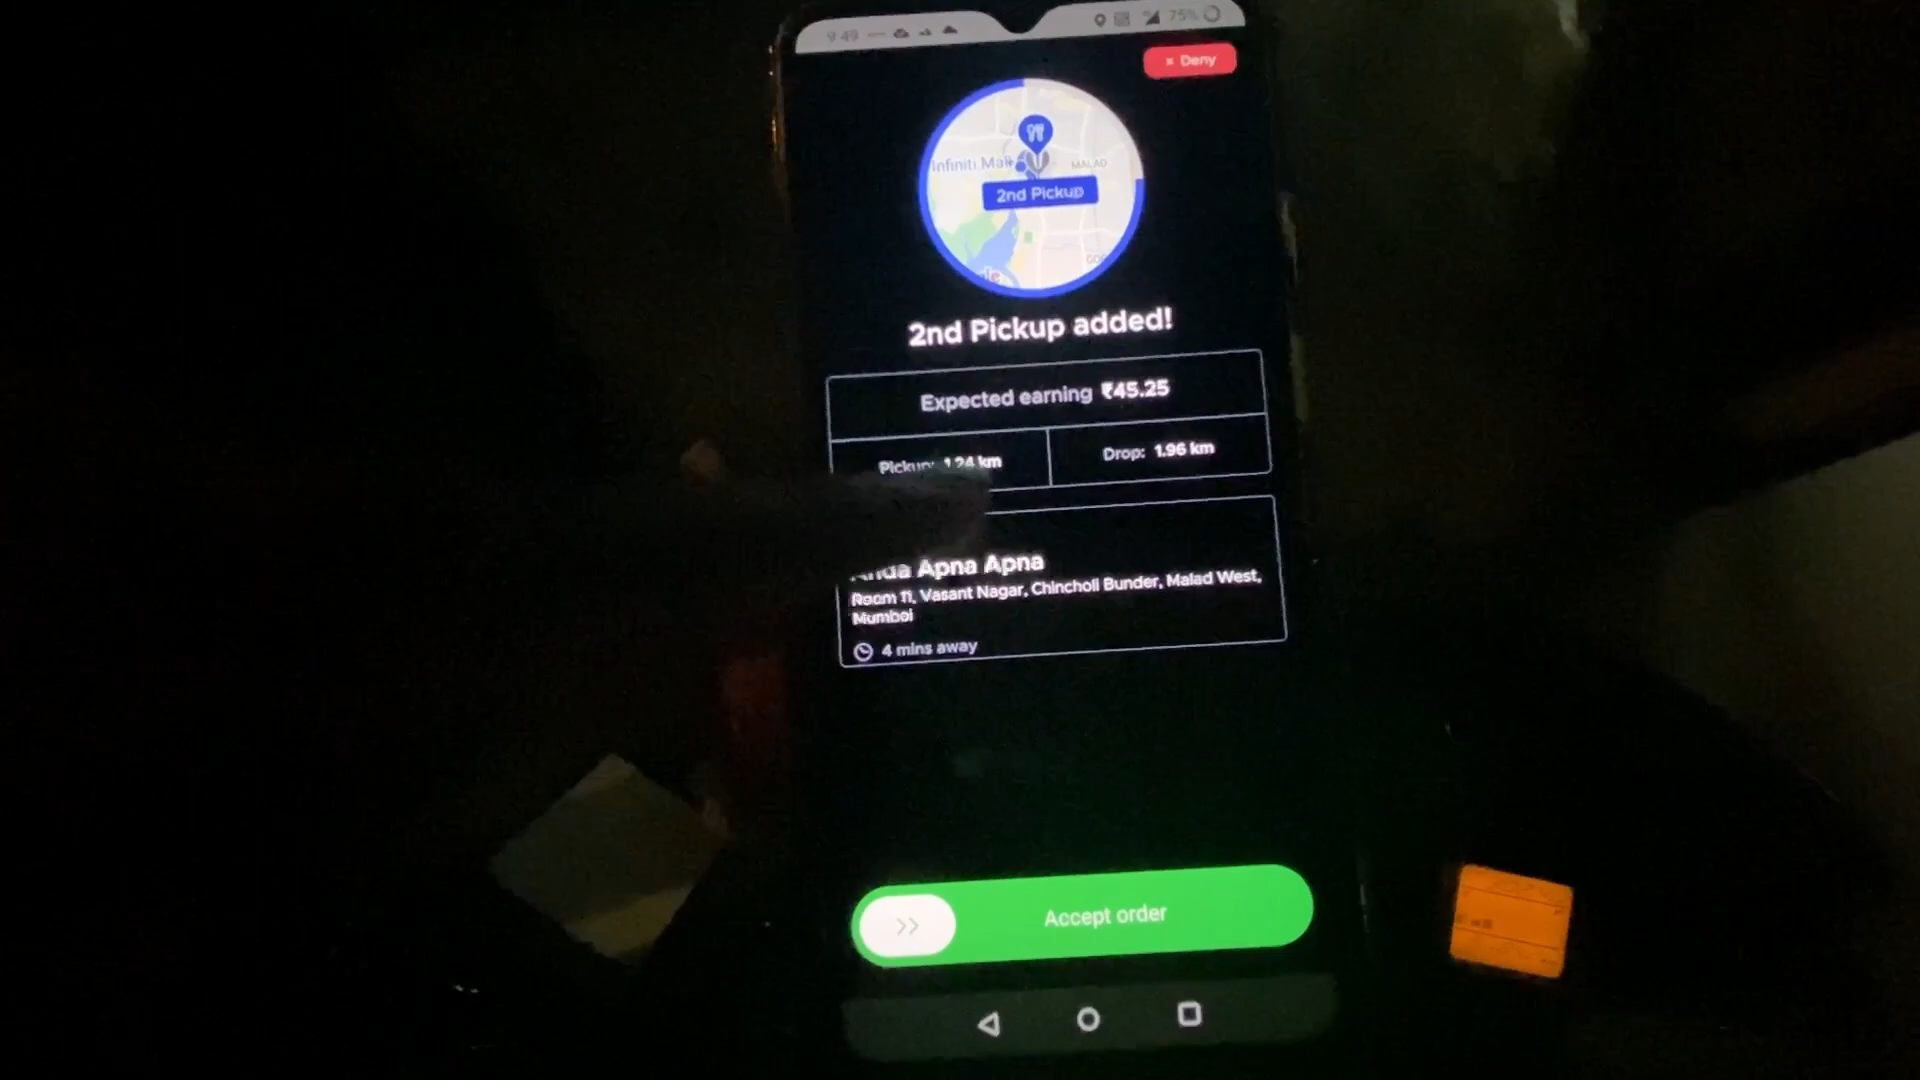 9:49
75%
× Deny
Infiniti Mall
MALAD
2nd Pickup
2nd Pickup added!
Expected earning ₹45.25
Pickup: 1.24 km
Drop: 1.96 km
Apna Apna
Room 11, Vasant Nagar, Chincholi Bunder, Malad West,
Mumbai
4 mins away
>> Accept order